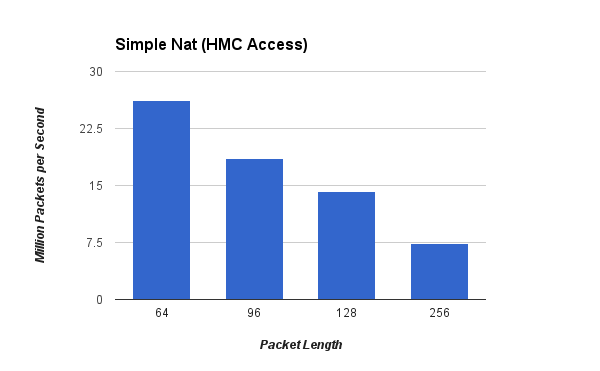 Simple Nat (HMC Access)
30
22.5
15
7.5
0
Million Packets per Second
64 96 128 256
Packet Length